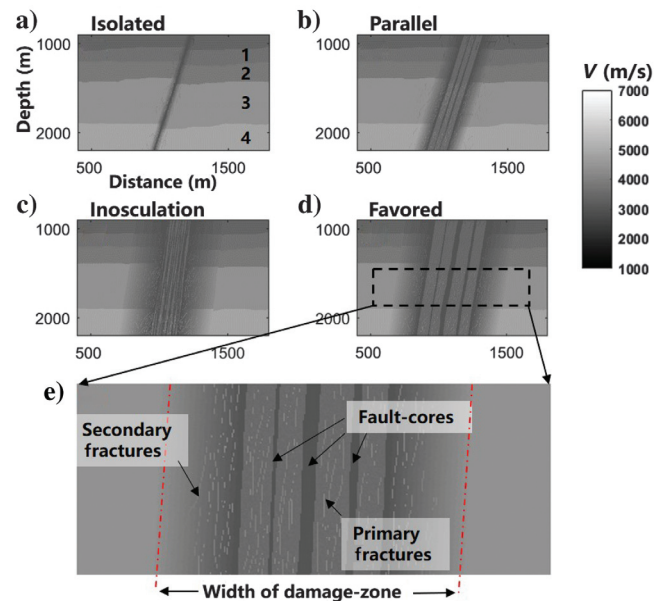 a) Isolated
b) Parallel
1000
2000
Depth (m)
1
2
3
4
500
1500
Distance (m)
1000
2000
500
1500
V (m/s)
7000
6000
5000
4000
3000
2000
1000
c) Inosculation
d) Favored
1000
2000
500
1500
1000
2000
500
1500
e)
Secondary
fractures
Fault-cores
Primary
fractures
Width of damage-zone